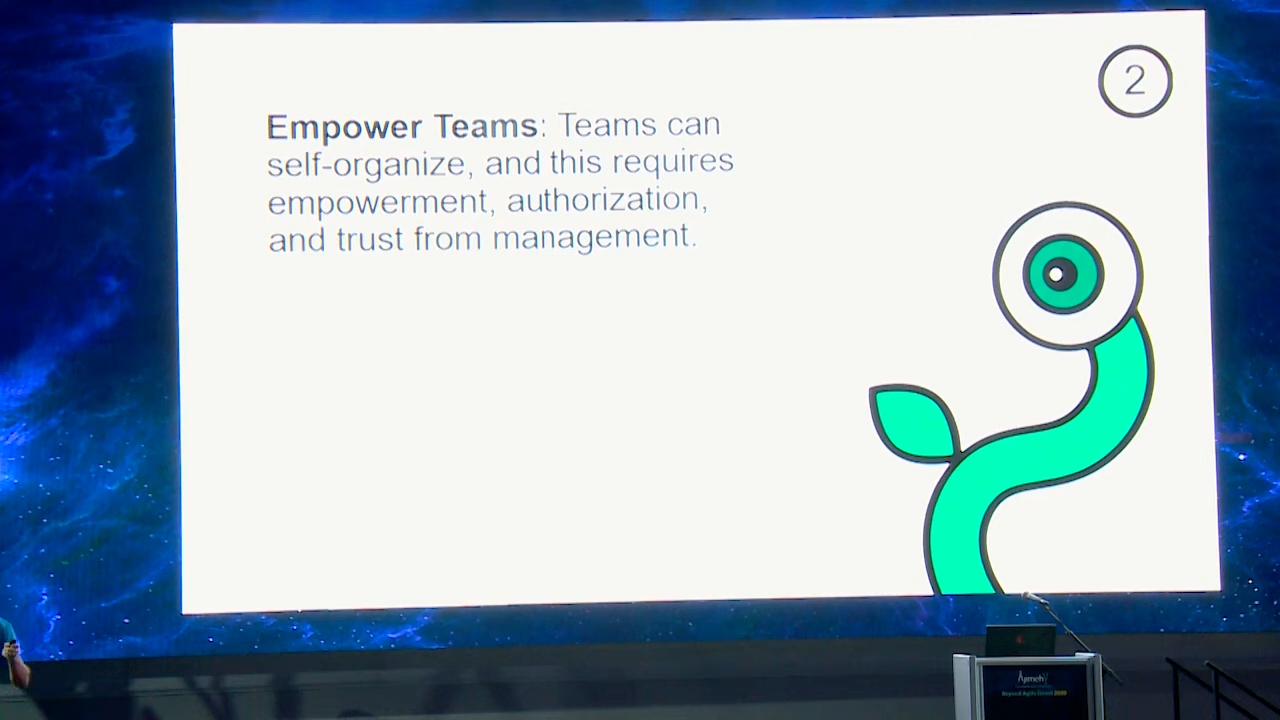 2
Empower Teams: Teams can
self-organize, and this requires
empowerment, authorization,
and trust from management.